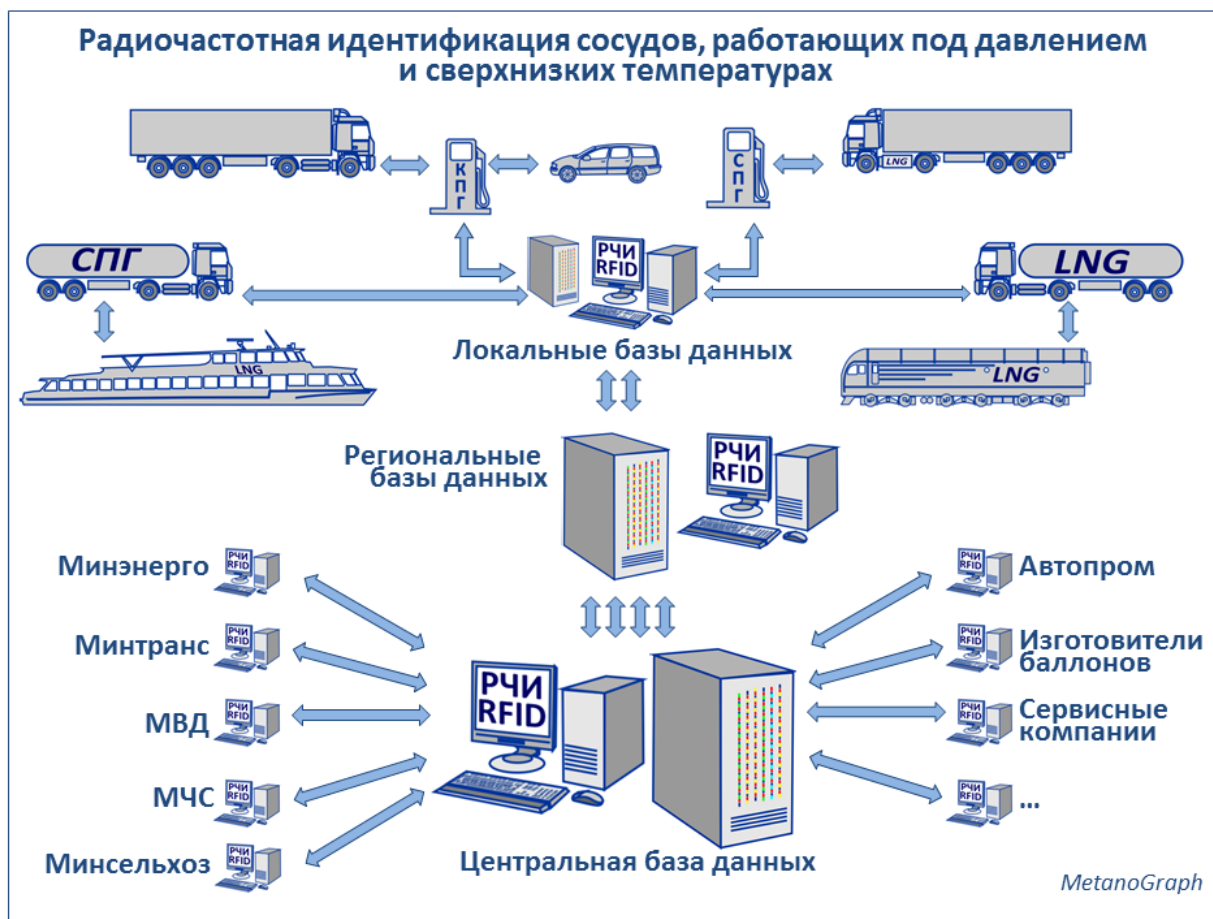 Радиочастотная идентификация сосудов, работающих под давлением
и сверхнизких температурах
КПГ
СПГ
LNG
СПГ
РЧИ
RFID
LNG
Локальные базы данных
LNG
LNG
Региональные
базы данных
РЧИ
RFID
Минэнерго
РЧИ
RFID
РЧИ
RFID
Автопром
Минтранс
РЧИ
RFID
РЧИ
RFID
Изготовители
баллонов
РЧИ
RFID
МВД
РЧИ
RFID
РЧИ
RFID
Сервисные
компании
МЧС
РЧИ
RFID
РЧИ
RFID
...
Минсельхоз
РЧИ
RFID
Центральная база данных
MetanoGraph